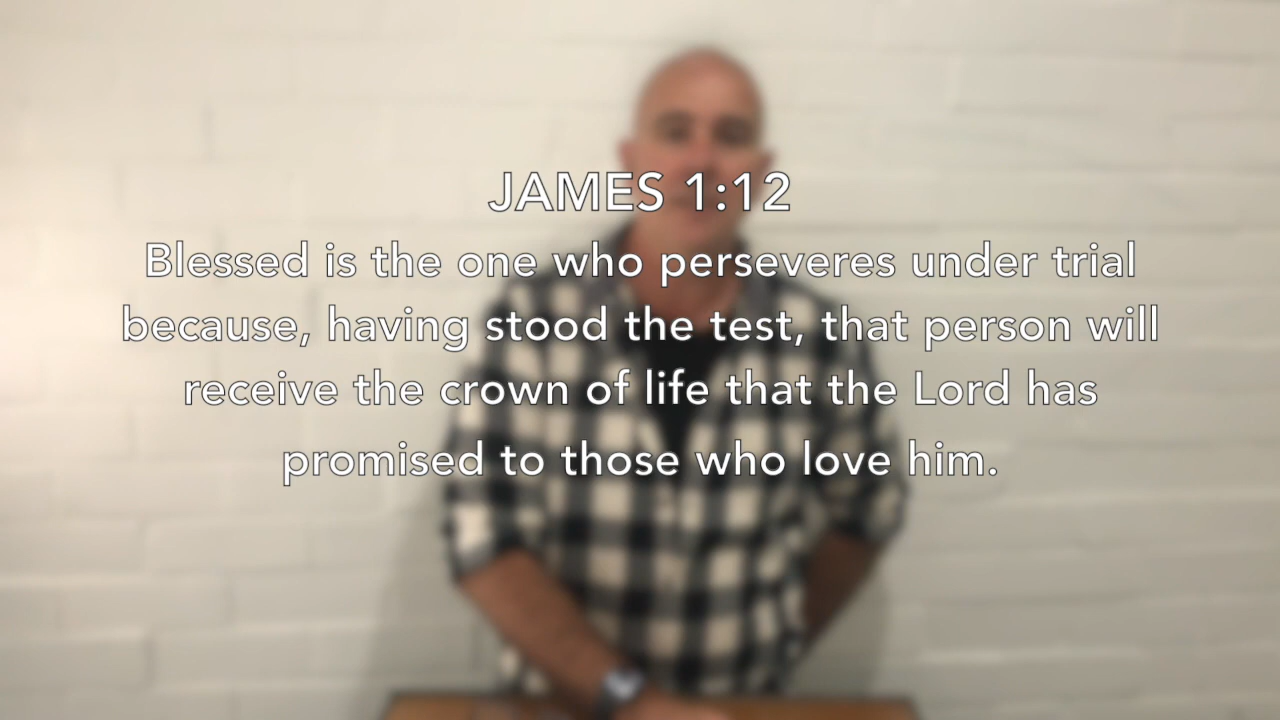 JAMES 1:12
Blessed is the one who perseveres under trial
because, having stood the test, that person will
receive the crown of life that the Lord has
promised to those who love him.